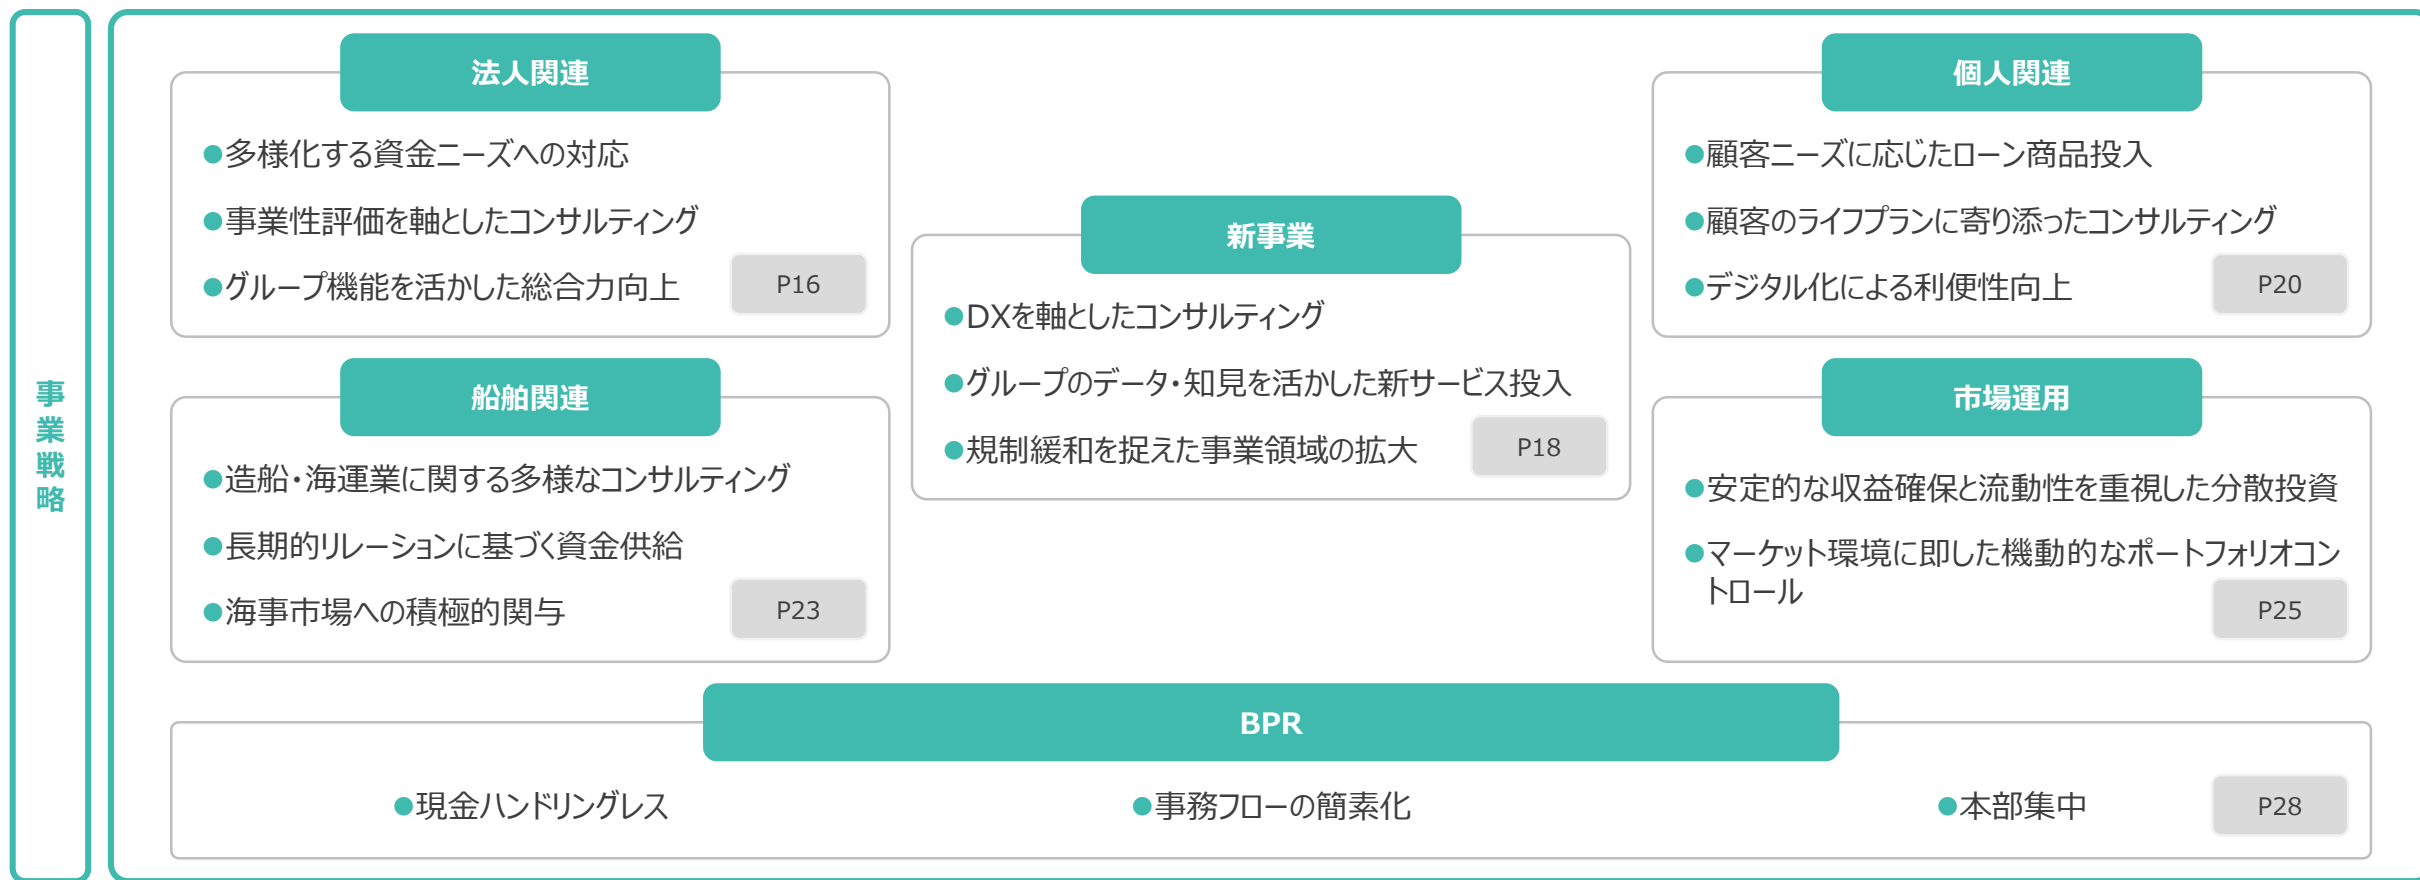 事業戦略
法人関連
●多様化する資金ニーズへの対応
●事業性評価を軸としたコンサルティング
●グループ機能を活かした総合力向上
P16
船舶関連
●造船・海運業に関する多様なコンサルティング
●長期的リレーションに基づく資金供給
●海事市場への積極的関与
P23
新事業
●DXを軸としたコンサルティング
●グループのデータ・知見を活かした新サービス投入
●規制緩和を捉えた事業領域の拡大
P18
個人関連
●顧客ニーズに応じたローン商品投入
●顧客のライフプランに寄り添ったコンサルティング
●デジタル化による利便性向上
P20
市場運用
●安定的な収益確保と流動性を重視した分散投資
●マーケット環境に即した機動的なポートフォリオコン
トロール
P25
BPR
●現金ハンドリングレス
●事務フローの簡素化
●本部集中
P28